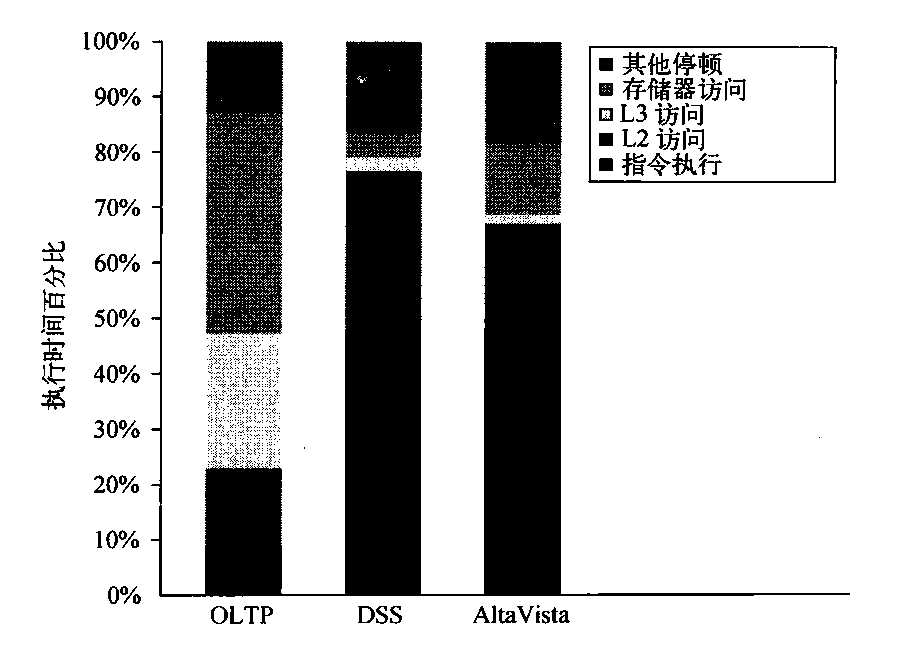 100%
90%
80%
70%
60%
50%
40%
30%
20%
10%
0%
执行时间百分比
OLTP
DSS
AltaVista
其他停顿
存储器访问
L3 访问
L2 访问
指令执行